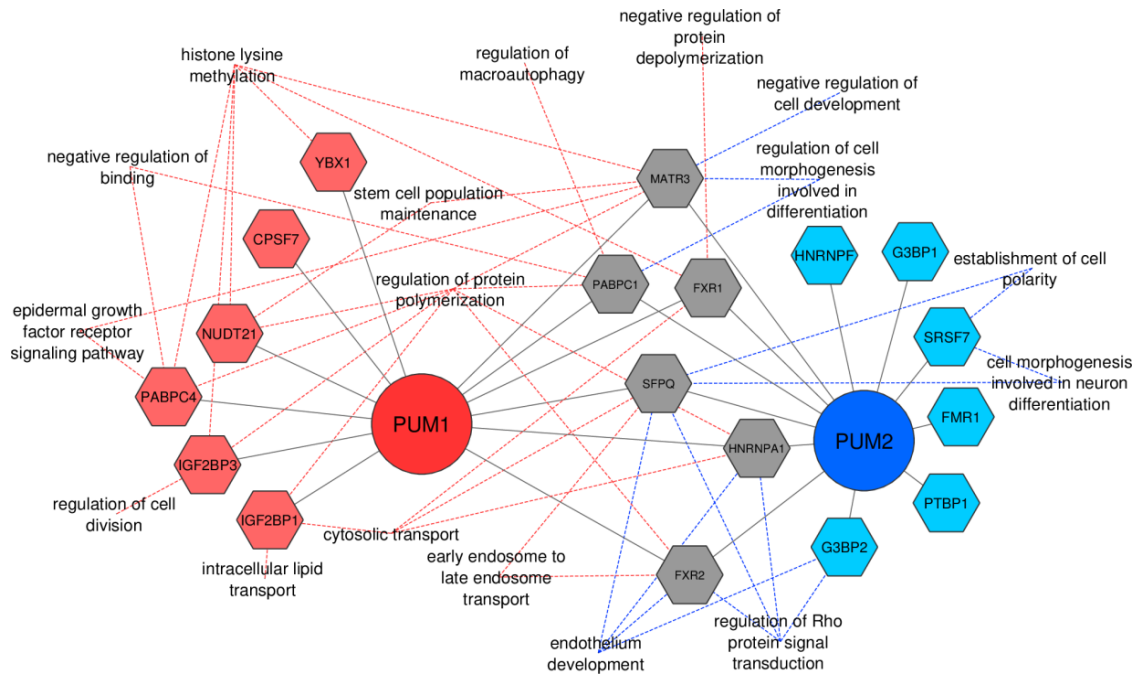 negative regulation of
protein
depolymerization
histone lysine
methylation
regulation of
macroautophagy
negative regulation of
cell development
YBX1
negative regulation of
binding
MATR3
regulation of cell
morphogenesis
involved in
differentiation
stem cell population
maintenance
CPSF7
HNRNPF
G3BP1
establishment of cell
polarity
regulation of protein
polymerization
PABPC1
FXR1
epidermal growth
factor receptor
signaling pathway
NUDT21
SRSF7
cell morphogenesis
involved in neuron
differentiation
SFPQ
PABPC4
PUM1
PUM2
FMR1
HNRNPA1
IGF2BP3
regulation of cell
division
PTBP1
IGF2BP1
cytosolic transport
G3BP2
intracellular lipid
transport
early endosome to
late endosome
transport
FXR2
endothelium
development
regulation of Rho
protein signal
transduction